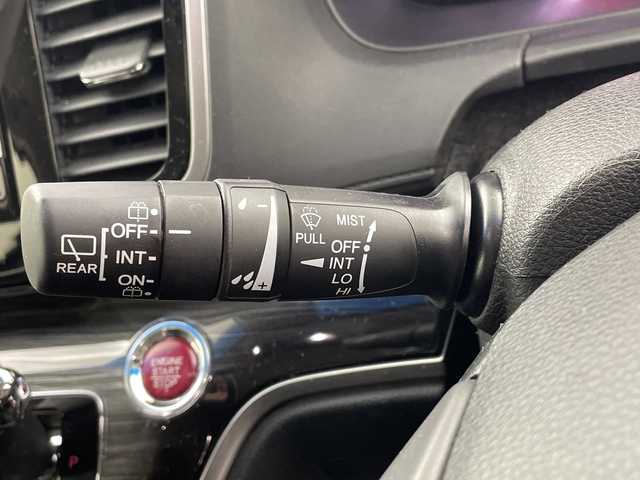 OFF
INT
ON
REAR
-
+
MIST
PULL
OFF
INT
LO
HI
ENGINE
START
STOP
P